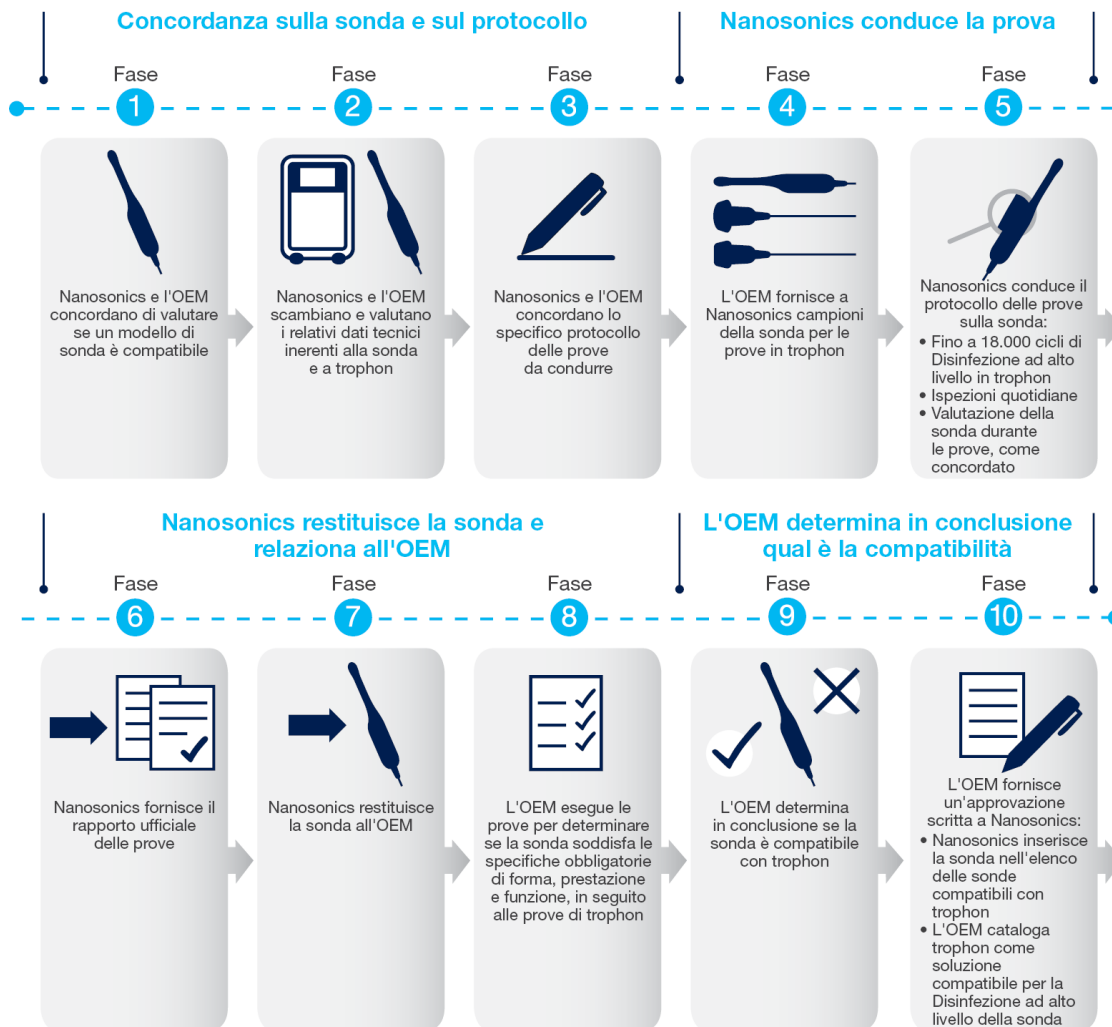 Concordanza sulla sonda e sul protocollo
Nanosonics conduce la prova
Fase
1
Fase
2
Fase
3
Fase
4
Fase
5
Nanosonics e l'OEM
concordano di valutare
se un modello di
sonda è compatibile
Nanosonics e l'OEM
scambiano e valutano
i relativi dati tecnici
inerenti alla sonda
e a trophon
Nanosonics e l'OEM
concordano lo
specifico protocollo
delle prove
da condurre
L'OEM fornisce a
Nanosonics campioni
della sonda per le
prove in trophon
Nanosonics conduce il
protocollo delle prove
sulla sonda:
• Fino a 18.000 cicli di
Disinfezione ad alto
livello in trophon
• Ispezioni quotidiane
• Valutazione della
sonda durante
le prove, come
concordato
Nanosonics restituisce la sonda e
relaziona all'OEM
L'OEM determina in conclusione
qual è la compatibilità
Fase
6
Fase
7
Fase
8
Fase
9
Fase
10
Nanosonics fornisce il
rapporto ufficiale
delle prove
Nanosonics restituisce
la sonda all'OEM
L'OEM esegue le
prove per determinare
se la sonda soddisfa le
specifiche obbligatorie
di forma, prestazione
e funzione, in seguito
alle prove di trophon
L'OEM determina
in conclusione se la
sonda è compatibile
con trophon
L'OEM fornisce
un'approvazione
scritta a Nanosonics:
• Nanosonics inserisce
la sonda nell'elenco
delle sonde
compatibili con
trophon
• L'OEM cataloga
trophon come
soluzione
compatibile per la
Disinfezione ad alto
livello della sonda